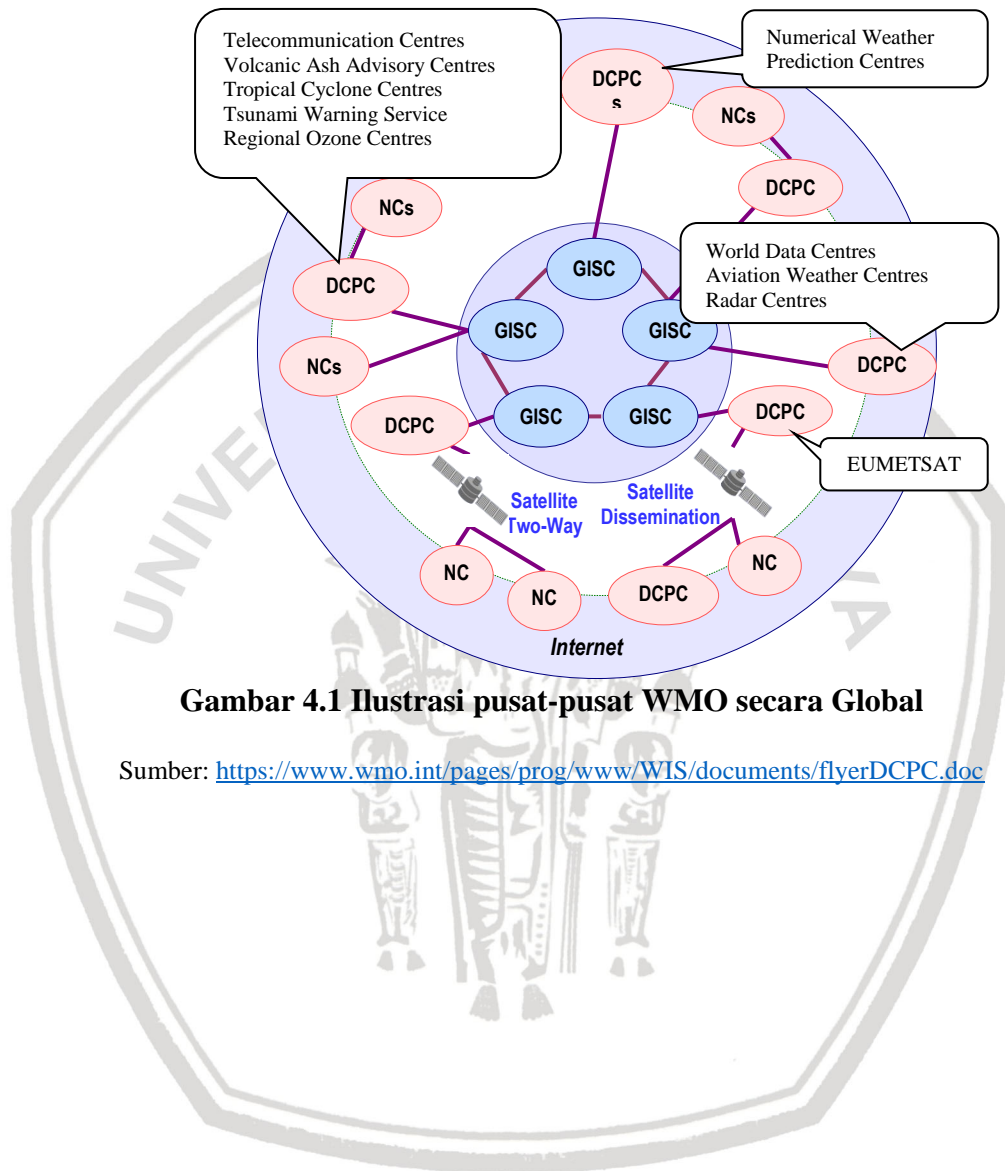 Telecommunication Centres
Volcanic Ash Advisory Centres
Tropical Cyclone Centres
Tsunami Warning Service
Regional Ozone Centres
Numerical Weather
Prediction Centres
DCPC
s
NCs
DCPC
NCs
World Data Centres
Aviation Weather Centres
Radar Centres
DCPC
GISC
GISC
GISC
NCs
DCPC
GISC
GISC
DCPC
DCPC
EUMETSAT
Satellite
Two-Way
Satellite
Dissemination
NC
NC
DCPC
NC
Internet
Gambar 4.1 Ilustrasi pusat-pusat WMO secara Global
Sumber: https://www.wmo.int/pages/prog/www/WIS/documents/flyerDCPC.doc